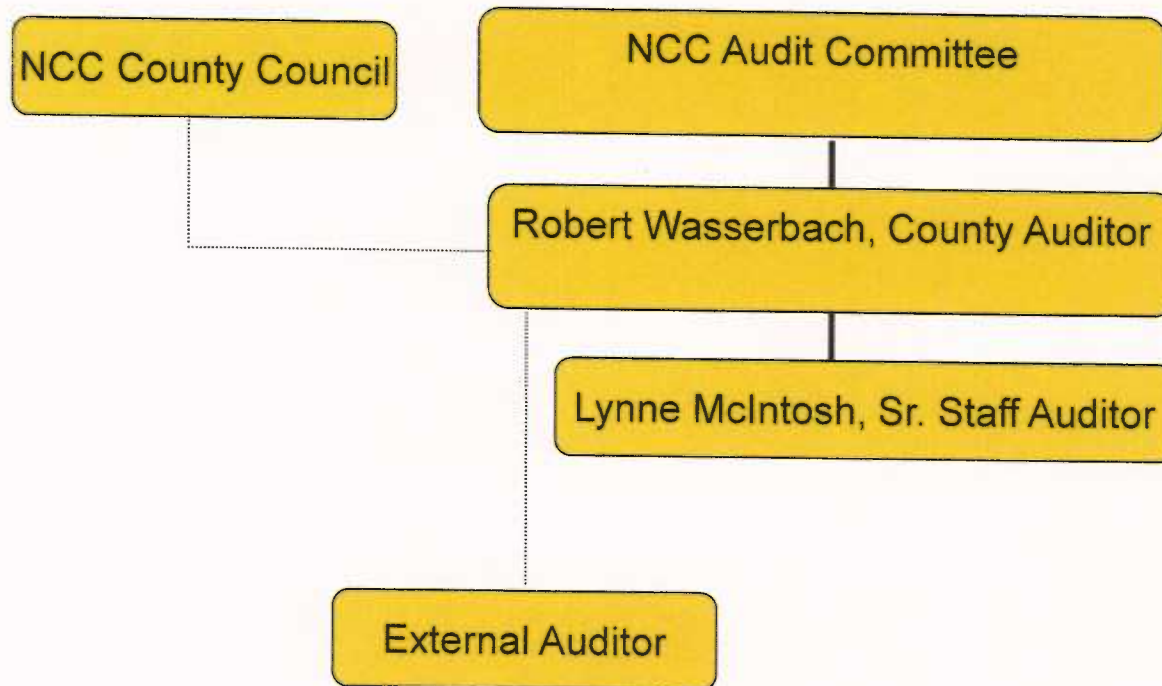 NCC County Council
NCC Audit Committee
Robert Wasserbach, County Auditor
Lynne McIntosh, Sr. Staff Auditor
External Auditor